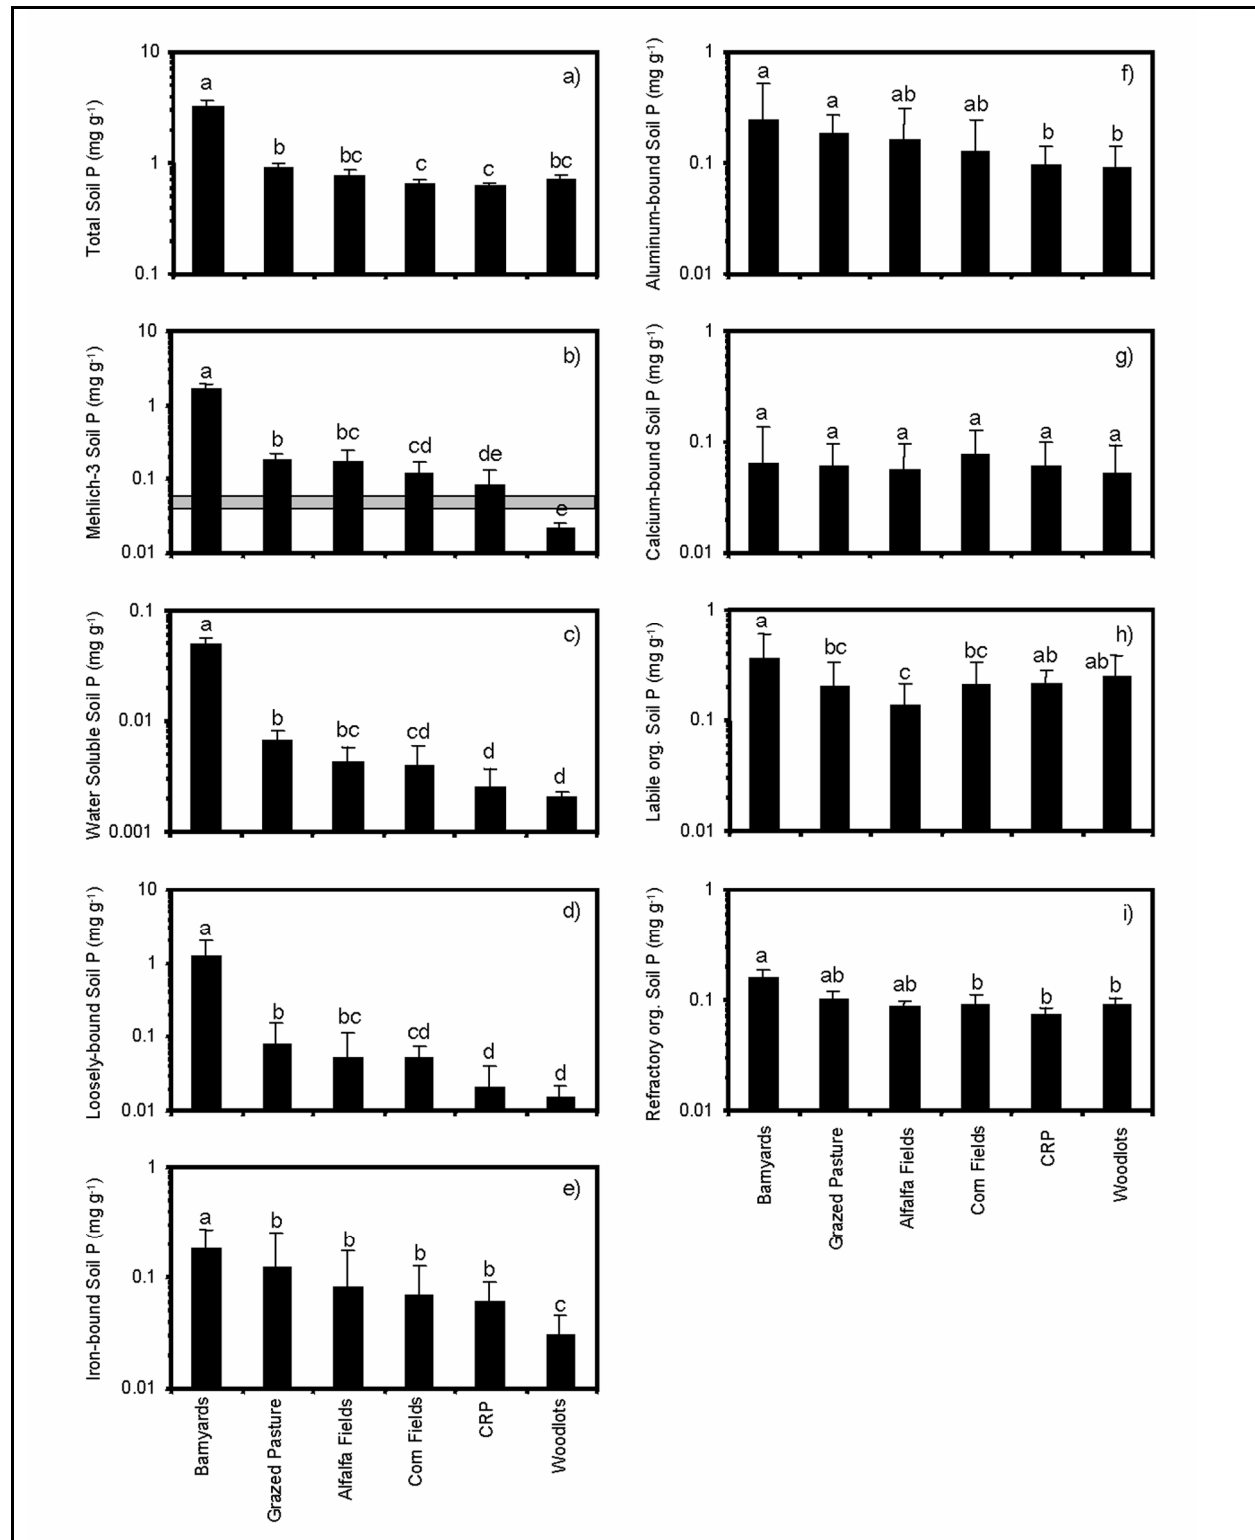 Total Soil P (mg g⁻¹)
10
1
0.1
a)
a
b
bc
c
c
bc
Mehlich-3 Soil P (mg g⁻¹)
10
1
0.1
0.01
b)
a
b
bc
cd
de
e
Water Soluble Soil P (mg g⁻¹)
0.1
0.01
0.001
c)
a
b
bc
cd
d
d
Loosely-bound Soil P (mg g⁻¹)
10
1
0.1
0.01
d)
a
b
bc
cd
d
d
Iron-bound Soil P (mg g⁻¹)
1
0.1
0.01
e)
a
b
b
b
b
c
Barnyards
Grazed Pasture
Alfalfa Fields
Corn Fields
CRP
Woodlots
Aluminum-bound Soil P (mg g⁻¹)
1
0.1
0.01
f)
a
a
ab
ab
b
b
Calcium-bound Soil P (mg g⁻¹)
1
0.1
0.01
g)
a
a
a
a
a
a
Labile org. Soil P (mg g⁻¹)
1
0.1
0.01
h)
a
bc
c
bc
ab
ab
Refractory org. Soil P (mg g⁻¹)
1
0.1
0.01
i)
a
ab
ab
b
b
b
Barnyards
Grazed Pasture
Alfalfa Fields
Corn Fields
CRP
Woodlots